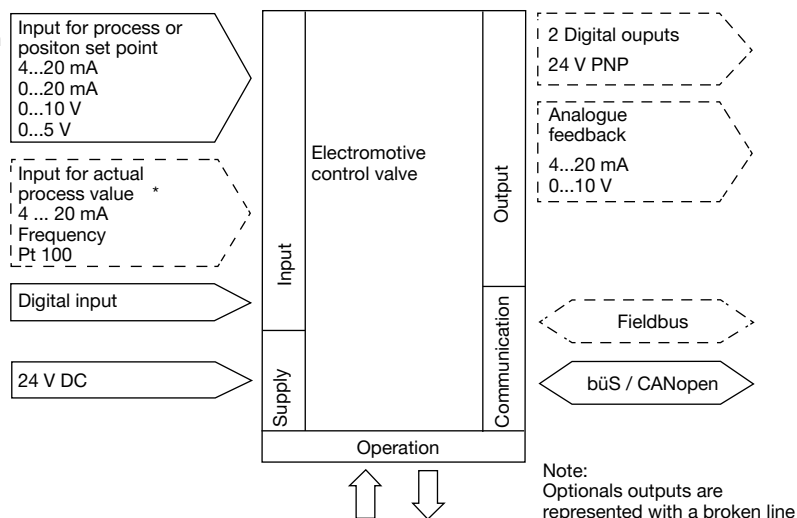 Input for process or
positon set point
4...20 mA
0...20 mA
0...10 V
0...5 V
Input for actual
process value *
4 ... 20 mA
Frequency
Pt 100
Digital input
24 V DC
Input
Supply
Electromotive
control valve
Operation
Output
Communication
2 Digital ouputs
24 V PNP
Analogue
feedback
4...20 mA
0...10 V
Fieldbus
büS / CANopen
Note:
Optionals outputs are
represented with a broken line